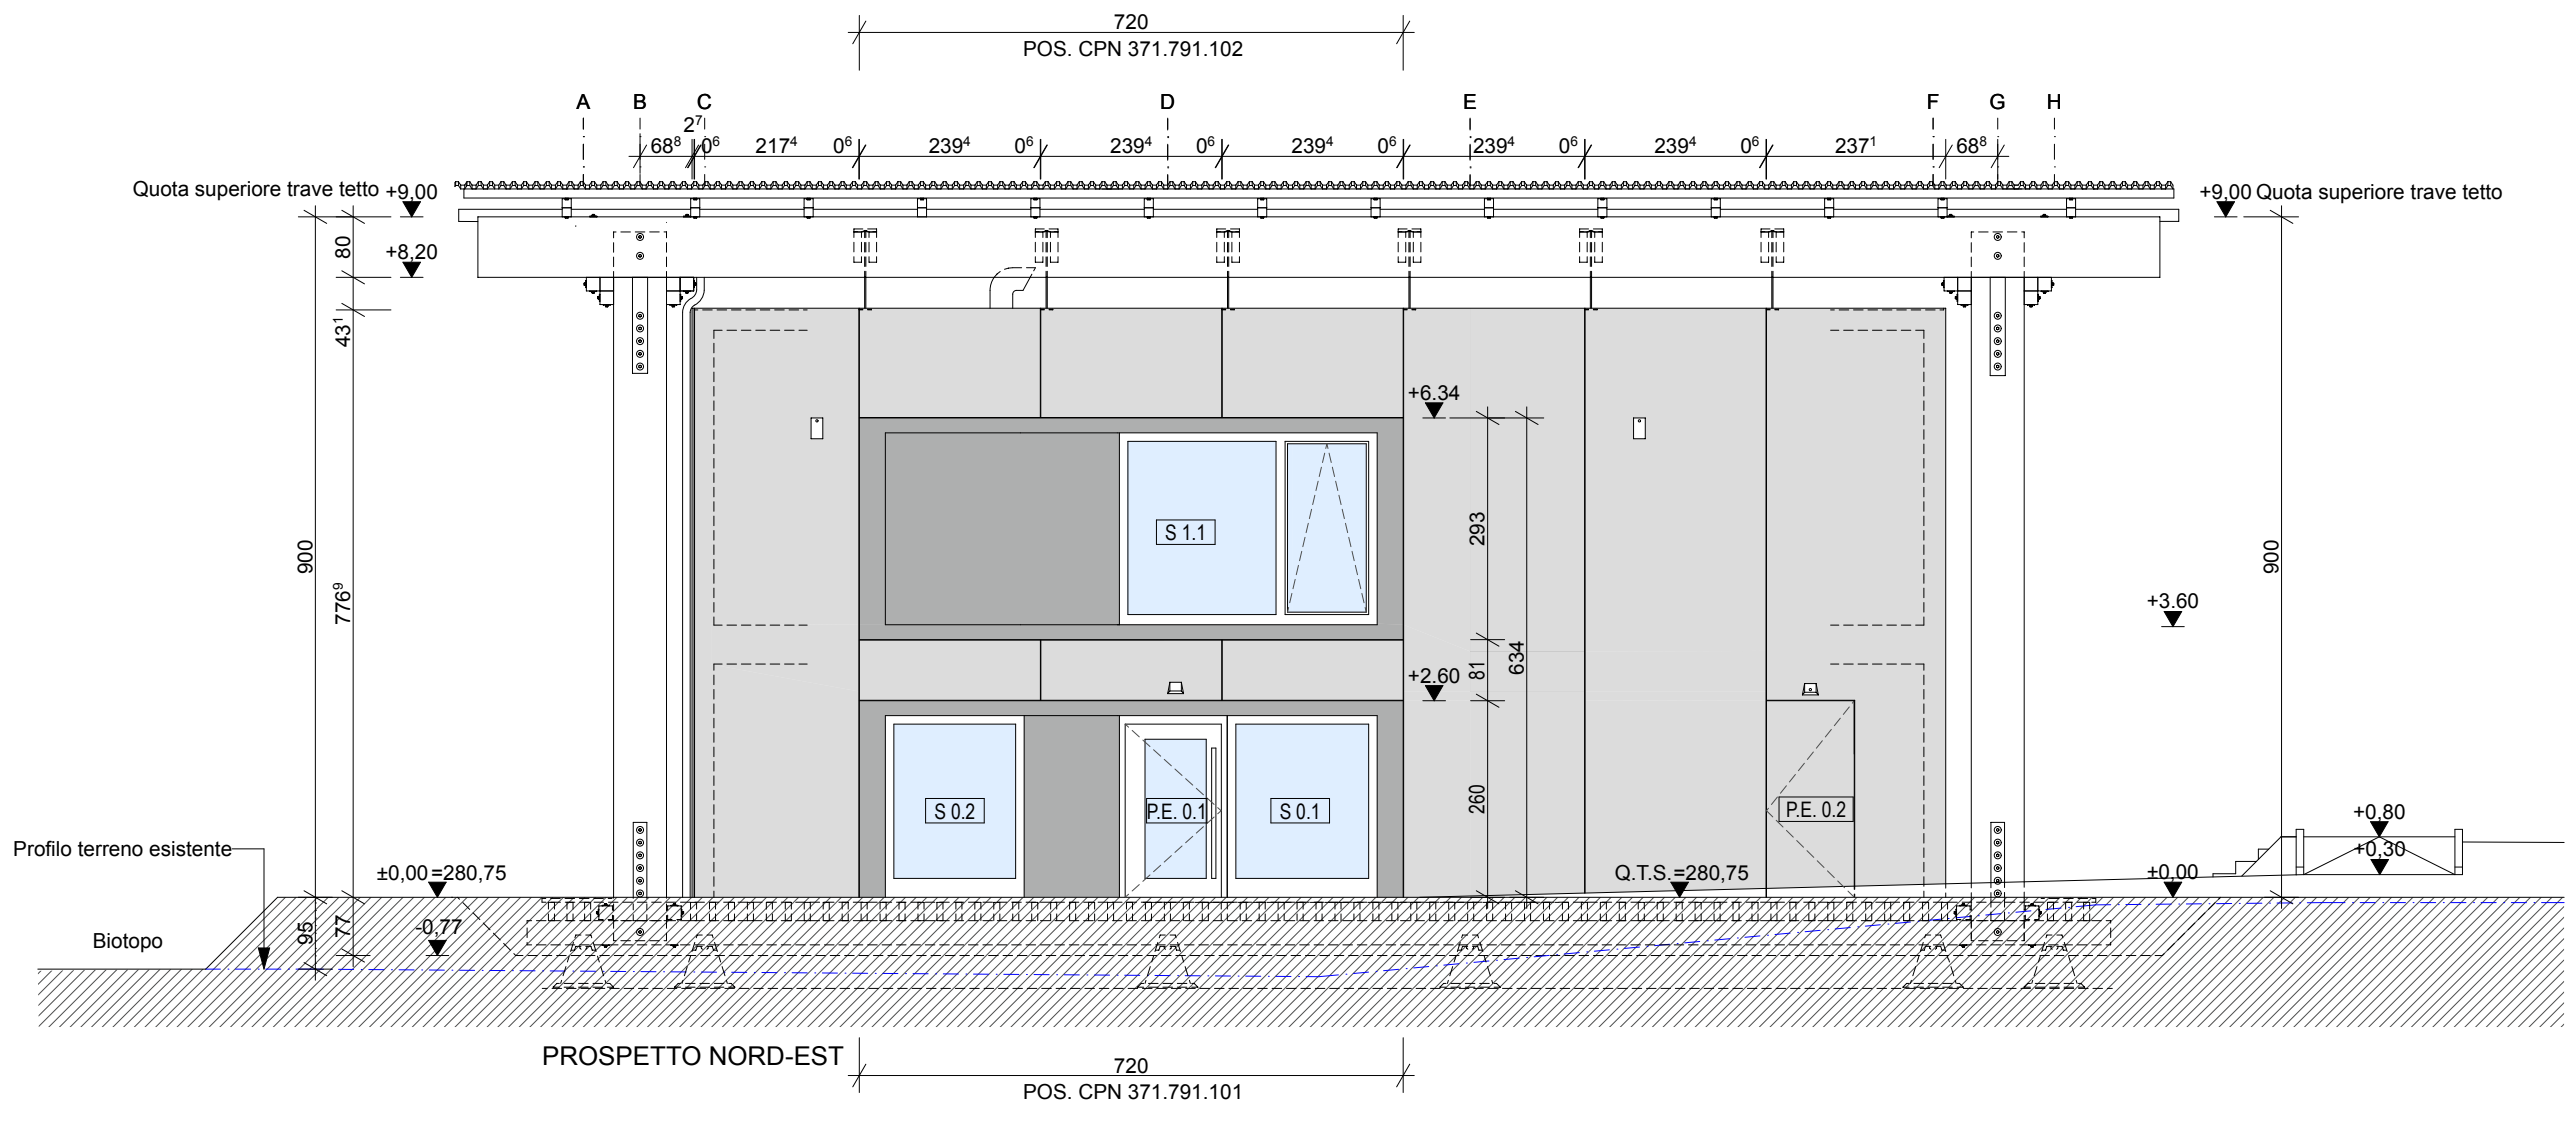 720
POS. CPN 371.791.102
A B C D E F G H
2⁷
68⁸ 0⁶ 217⁴ 0⁶ 239⁴ 0⁶ 239⁴ 0⁶ 239⁴ 0⁶ 239⁴ 0⁶ 239⁴ 0⁶ 237¹ 68⁸
Quota superiore trave tetto +9,00
+9,00 Quota superiore trave tetto
80
+8,20
43¹
+6.34
293
S 1.1
900
776⁹
900
+3.60
634
81
+2.60
260
S 0.2
P.E. 0.1
S 0.1
P.E. 0.2
+0,80
+0,30
Profilo terreno esistente
±0,00=280,75
Q.T.S.=280,75
±0,00
95
77
-0,77
Biotopo
PROSPETTO NORD-EST
720
POS. CPN 371.791.101